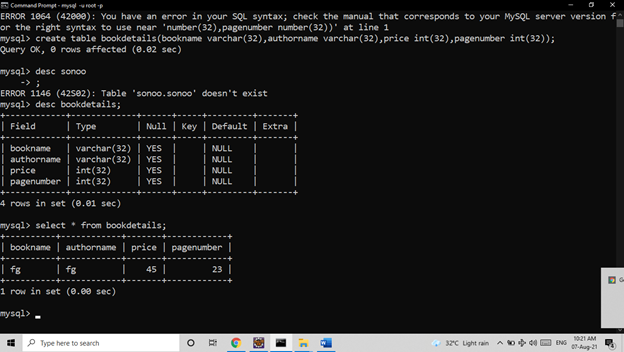 Command Prompt - mysql -u root -p
ERROR 1064 (42000): You have an error in your SQL syntax; check the manual that corresponds to your MySQL server version f
or the right syntax to use near 'number(32),pagenumber number(32))' at line 1
mysql> create table bookdetails(bookname varchar(32),authorname varchar(32),price int(32),pagenumber int(32));
Query OK, 0 rows affected (0.02 sec)
mysql> desc sonoo
    -> ;
ERROR 1146 (42S02): Table 'sonoo.sonoo' doesn't exist
mysql> desc bookdetails;
+------------+-------------+------+-----+---------+-------+
| Field      | Type        | Null | Key | Default | Extra |
+------------+-------------+------+-----+---------+-------+
| bookname   | varchar(32) | YES  |     | NULL    |       |
| authorname | varchar(32) | YES  |     | NULL    |       |
| price      | int(32)     | YES  |     | NULL    |       |
| pagenumber | int(32)     | YES  |     | NULL    |       |
+------------+-------------+------+-----+---------+-------+
4 rows in set (0.01 sec)
mysql> select * from bookdetails;
+----------+------------+-------+------------+
| bookname | authorname | price | pagenumber |
+----------+------------+-------+------------+
| fg       | fg         |    45 |         23 |
+----------+------------+-------+------------+
1 row in set (0.00 sec)
mysql> _
Type here to search
32°C Light rain
ENG
10:21 AM
07-Aug-21